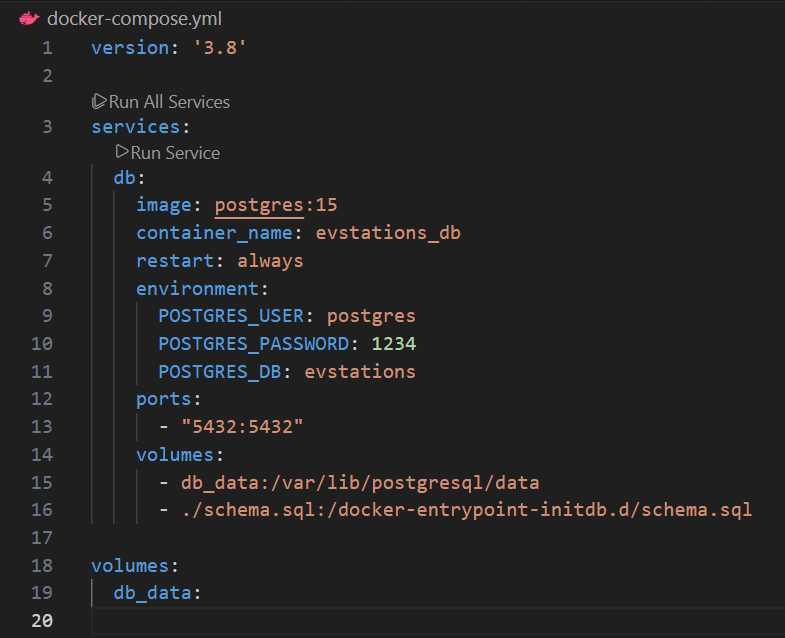 docker-compose.yml
1 version: '3.8'
2
Run All Services
3 services:
Run Service
4 db:
5 image: postgres:15
6 container_name: evstations_db
7 restart: always
8 environment:
9 POSTGRES_USER: postgres
10 POSTGRES_PASSWORD: 1234
11 POSTGRES_DB: evstations
12 ports:
13 - "5432:5432"
14 volumes:
15 - db_data:/var/lib/postgresql/data
16 - ./schema.sql:/docker-entrypoint-initdb.d/schema.sql
17
18 volumes:
19 db_data:
20